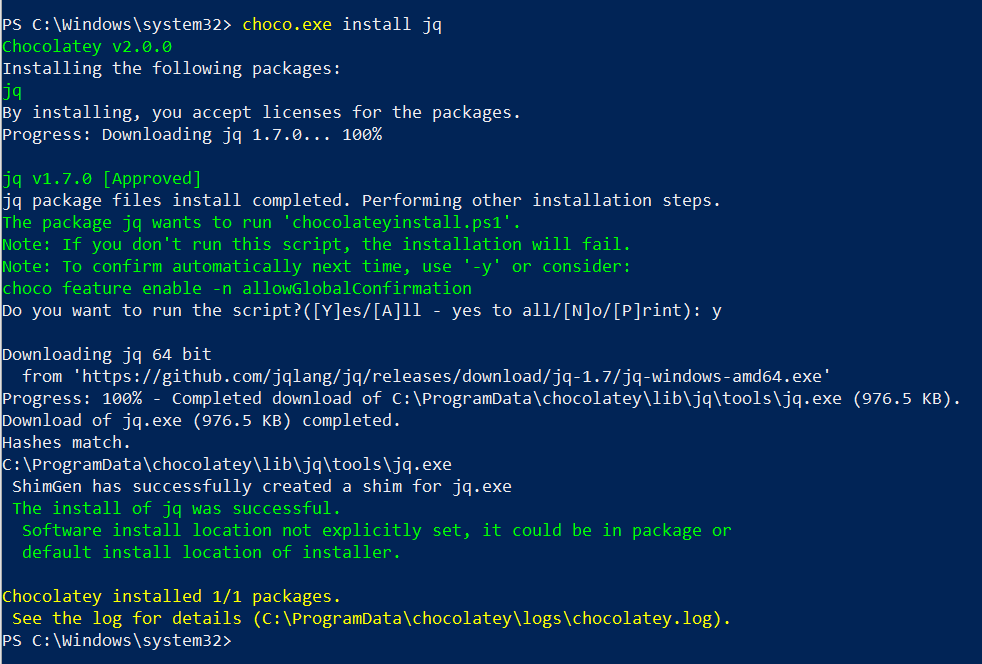 PS C:\Windows\system32> choco.exe install jq
Chocolatey v2.0.0
Installing the following packages:
jq
By installing, you accept licenses for the packages.
Progress: Downloading jq 1.7.0... 100%
jq v1.7.0 [Approved]
jq package files install completed. Performing other installation steps.
The package jq wants to run 'chocolateyinstall.ps1'.
Note: If you don't run this script, the installation will fail.
Note: To confirm automatically next time, use '-y' or consider:
choco feature enable -n allowGlobalConfirmation
Do you want to run the script?([Y]es/[A]ll - yes to all/[N]o/[P]rint): y
Downloading jq 64 bit
  from 'https://github.com/jqlang/jq/releases/download/jq-1.7/jq-windows-amd64.exe'
Progress: 100% - Completed download of C:\ProgramData\chocolatey\lib\jq\tools\jq.exe (976.5 KB).
Download of jq.exe (976.5 KB) completed.
Hashes match.
C:\ProgramData\chocolatey\lib\jq\tools\jq.exe
 ShimGen has successfully created a shim for jq.exe
 The install of jq was successful.
  Software install location not explicitly set, it could be in package or
  default install location of installer.
Chocolatey installed 1/1 packages.
 See the log for details (C:\ProgramData\chocolatey\logs\chocolatey.log).
PS C:\Windows\system32>